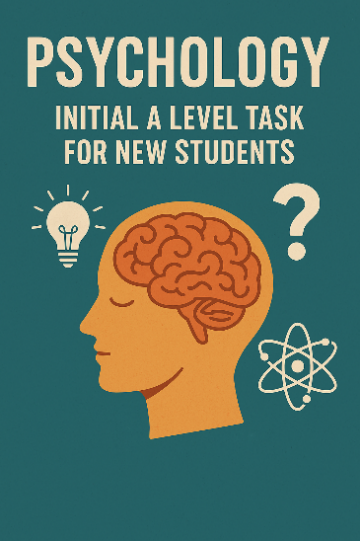 PSYCHOLOGY
INITIAL A LEVEL TASK
FOR NEW STUDENTS
?